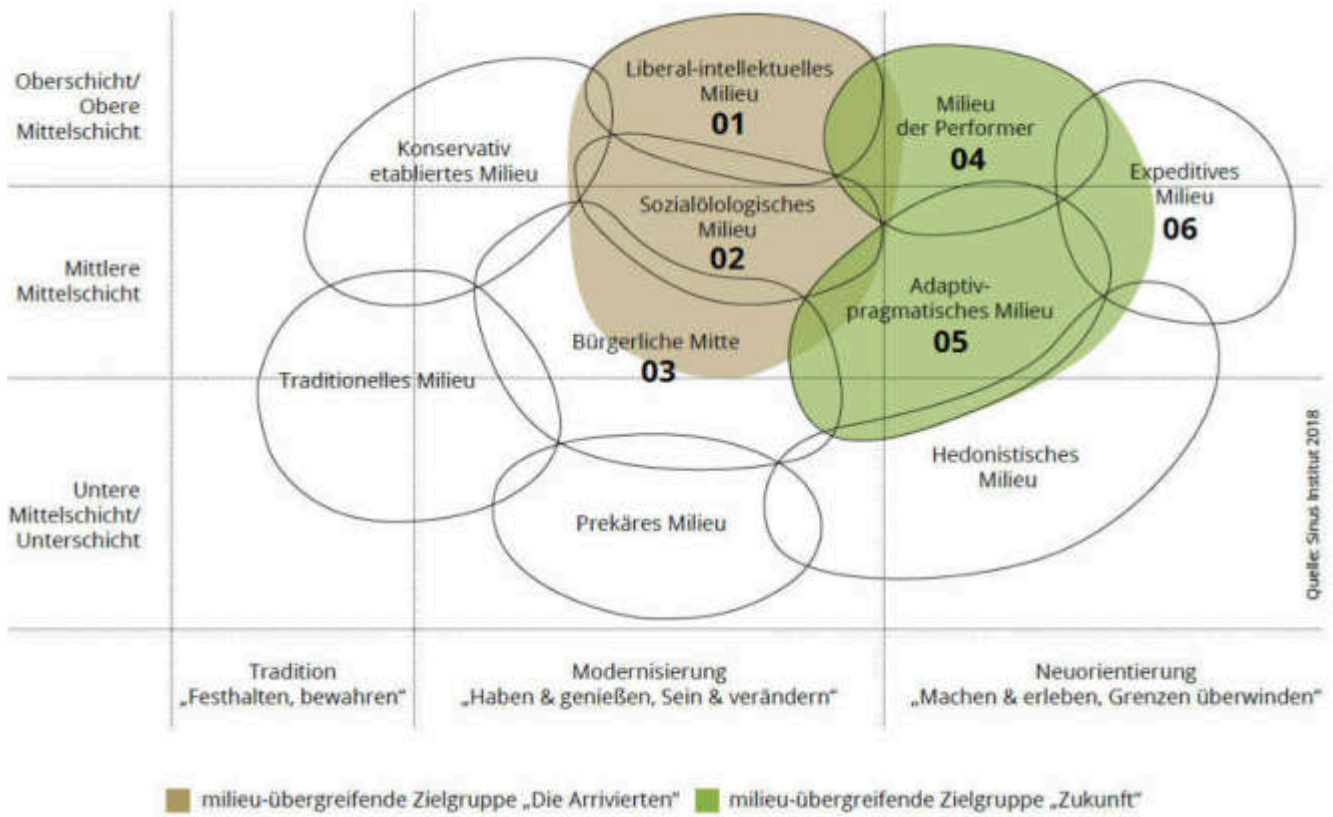 Oberschicht/
Obere
Mittelschicht
Liberal-intellektuelles
Milieu
01
Milieu
der Performer
04
Konservativ
etabliertes Milieu
Expeditives
Milieu
06
Sozialölologisches
Milieu
02
Mittlere
Mittelschicht
Adaptiv-
pragmatisches Milieu
05
Bürgerliche Mitte
03
Traditionelles Milieu
Hedonistisches
Milieu
Untere
Mittelschicht/
Unterschicht
Prekäres Milieu
Quelle: Sinus Institut 2018
Tradition
„Festhalten, bewahren“
Modernisierung
„Haben & genießen, Sein & verändern“
Neuorientierung
„Machen & erleben, Grenzen überwinden“
milieu-übergreifende Zielgruppe „Die Arrivierten“
milieu-übergreifende Zielgruppe „Zukunft“